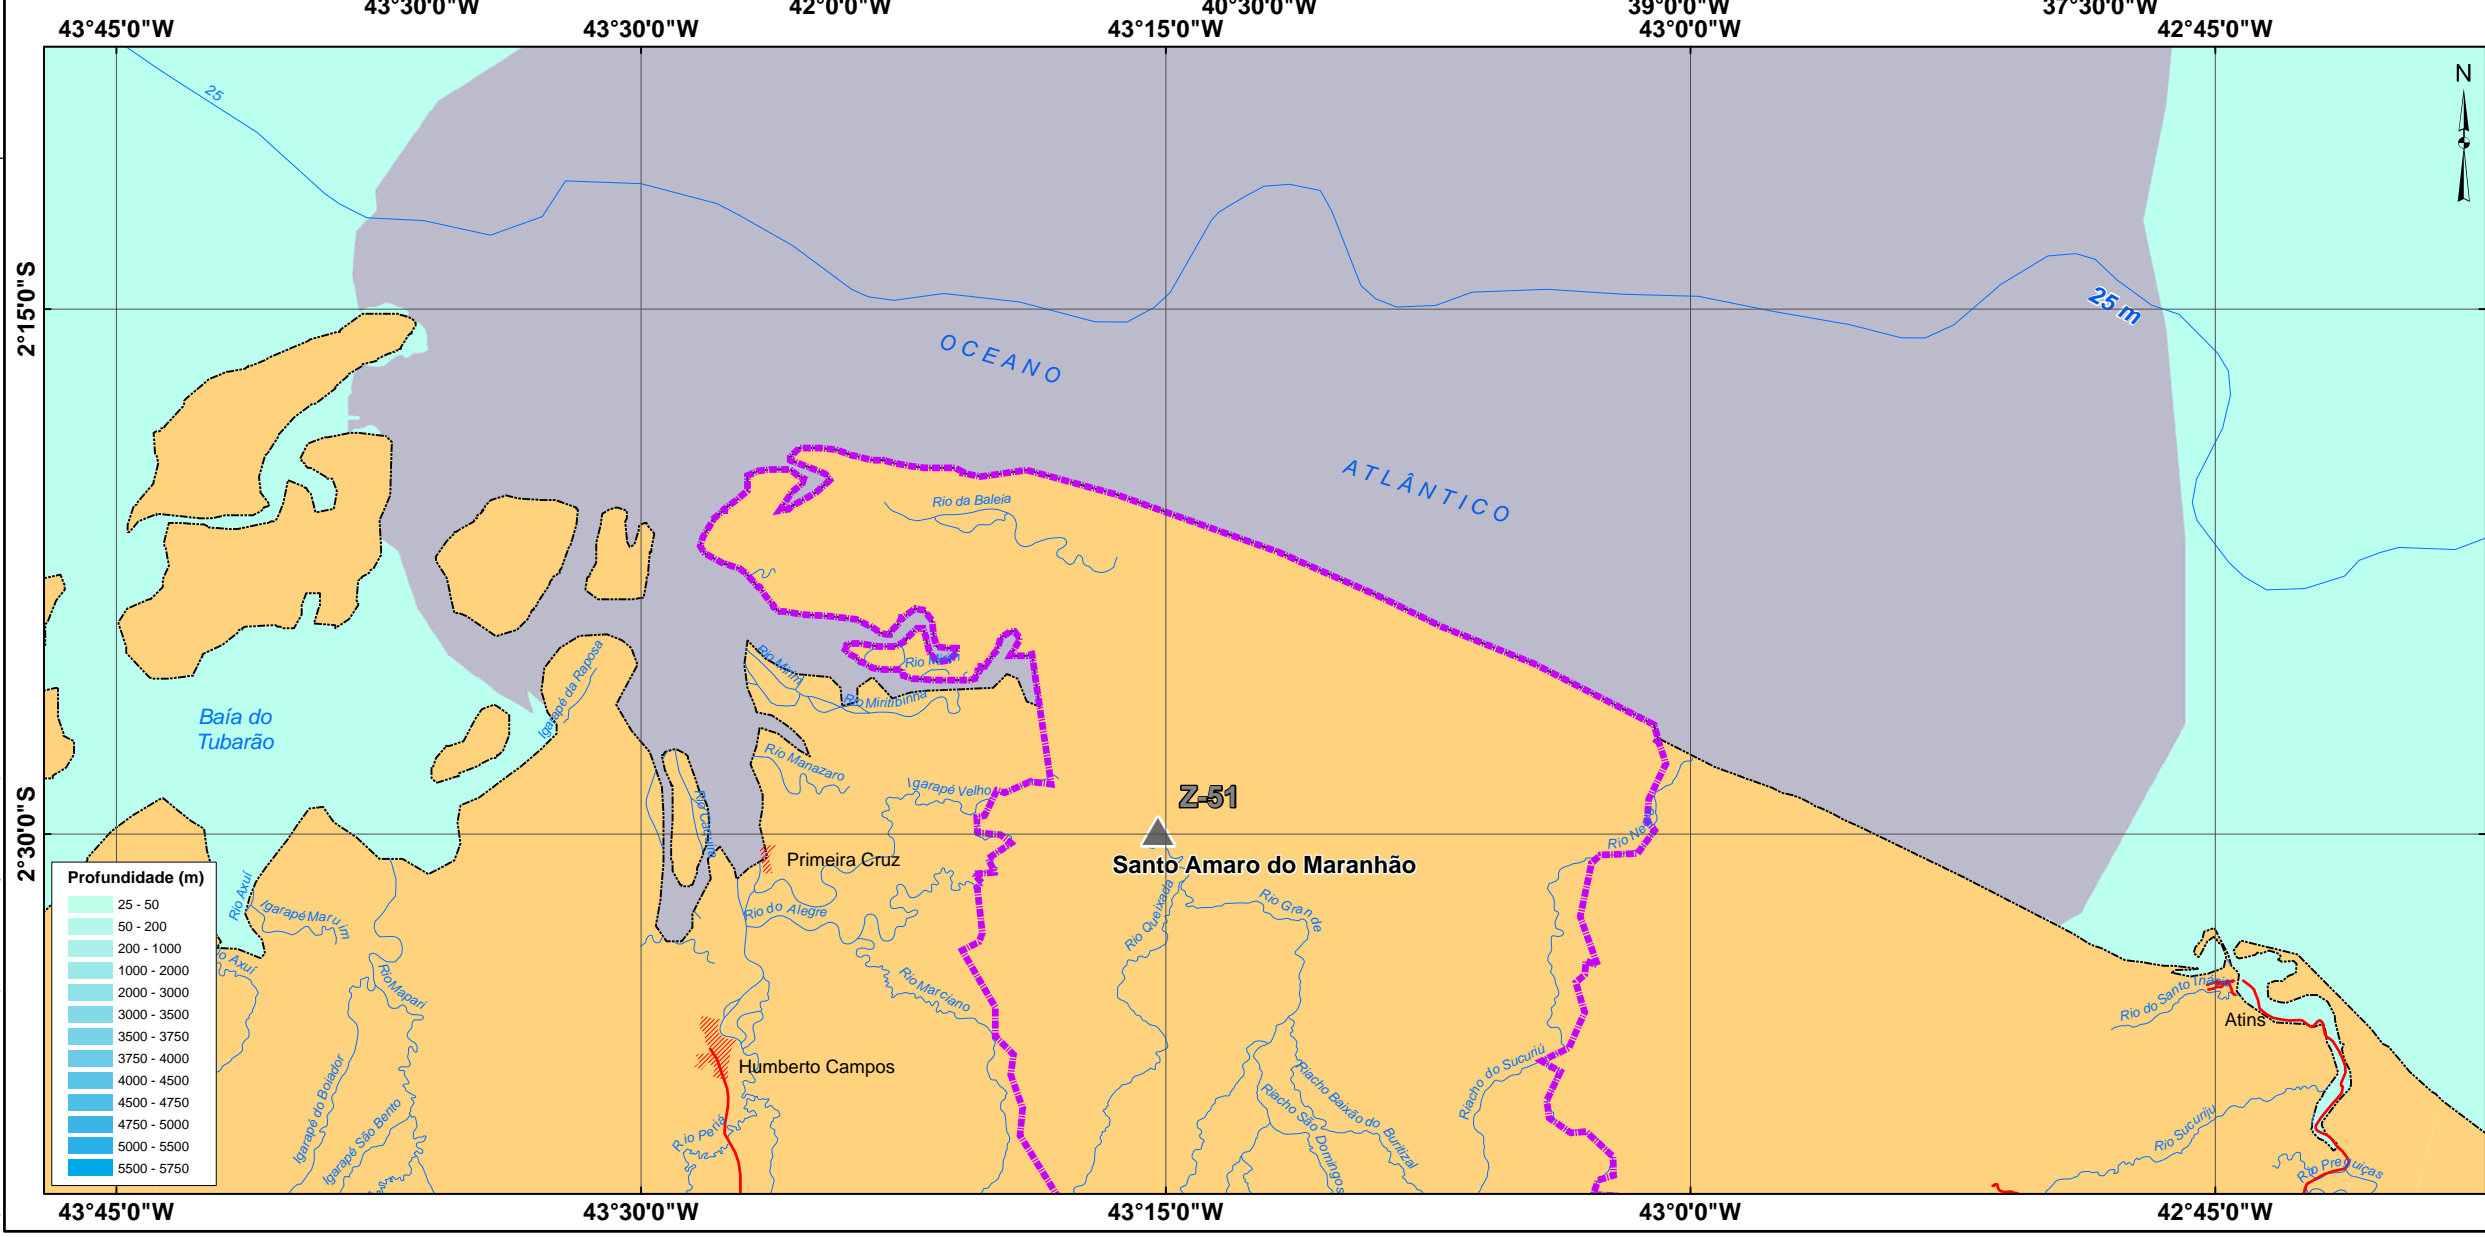 43°30'0"W 42°0'0"W 40°30'0"W 39°0'0"W 37°30'0"W
43°45'0"W 43°30'0"W 43°15'0"W 43°0'0"W 42°45'0"W
N
25
2°15'0"S
25 m
OCEANO
ATLÂNTICO
Rio da Baleia
Igarapé da Raposa
Rio Mirim
Rio Mirim
Rio Miritibinha
Baía do
Tubarão
Rio Manazaro
Igarapé Velho
Z-51
2°30'0"S
Rio Negro
Primeira Cruz
Santo Amaro do Maranhão
Profundidade (m)
25 - 50
50 - 200
200 - 1000
1000 - 2000
2000 - 3000
3000 - 3500
3500 - 3750
3750 - 4000
4000 - 4500
4500 - 4750
4750 - 5000
5000 - 5500
5500 - 5750
Rio Axuí
Igarapé Maruim
Rio do Alegre
Rio Queixada
Rio Grande
Axuí
Rio Mapari
Rio Marciano
Rio do Santo Inácio
Atins
Humberto Campos
Igarapé do Boiador
Igarapé São Bento
Rio Periá
Riacho do Sucuriú
Riacho Baixão do Buritizal
Riacho São Domingos
Rio Sucuriju
Rio Preguiças
43°45'0"W 43°30'0"W 43°15'0"W 43°0'0"W 42°45'0"W